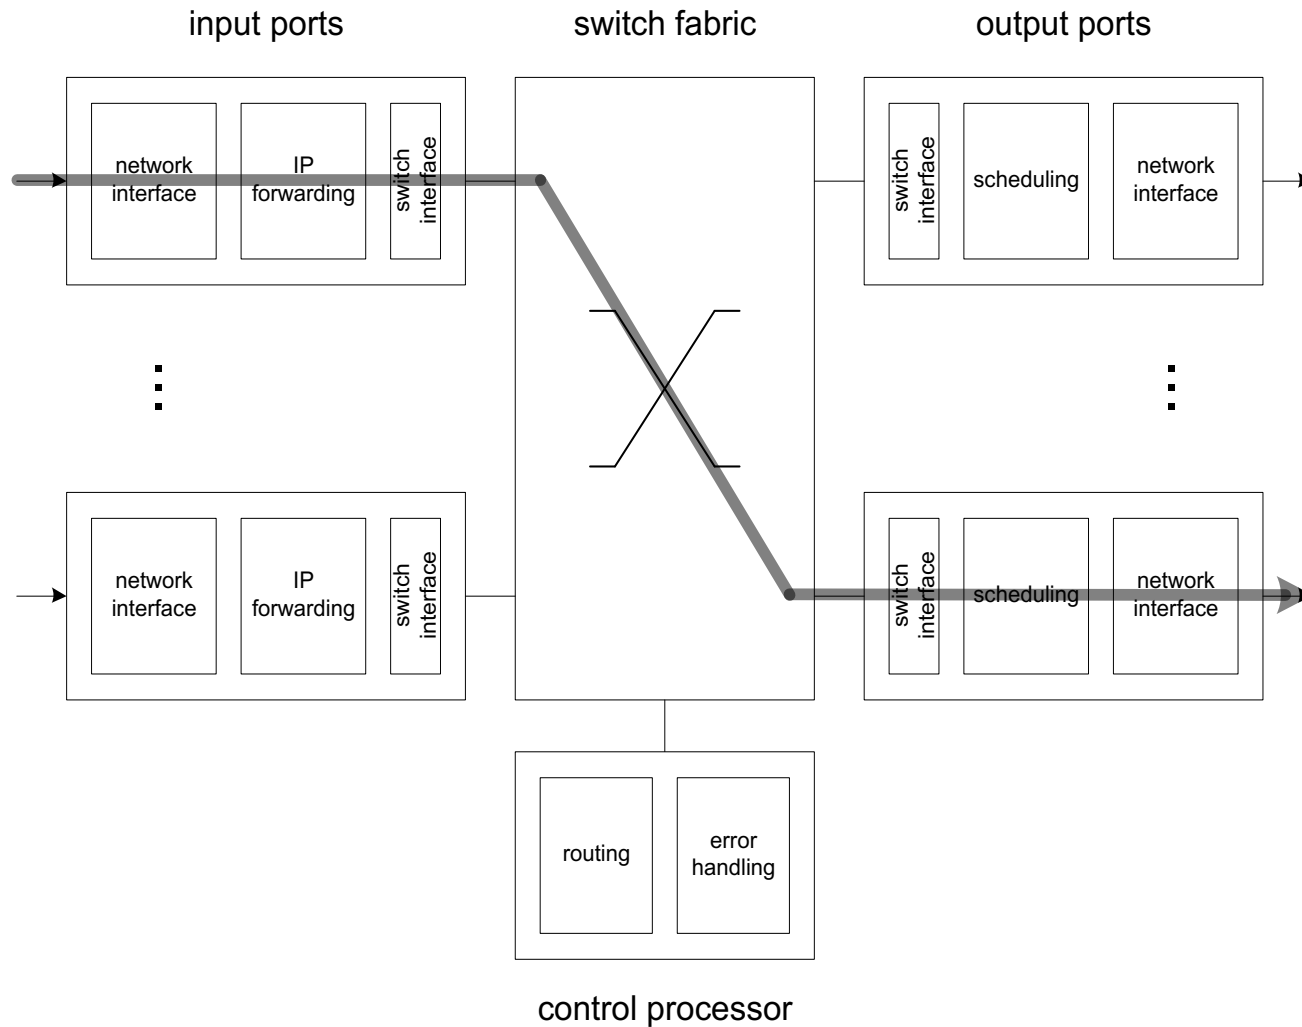 input ports
switch fabric
output ports
network
interface
IP
forwarding
switch
interface
switch
interface
scheduling
network
interface
network
interface
IP
forwarding
switch
interface
switch
interface
scheduling
network
interface
routing
error
handling
control processor